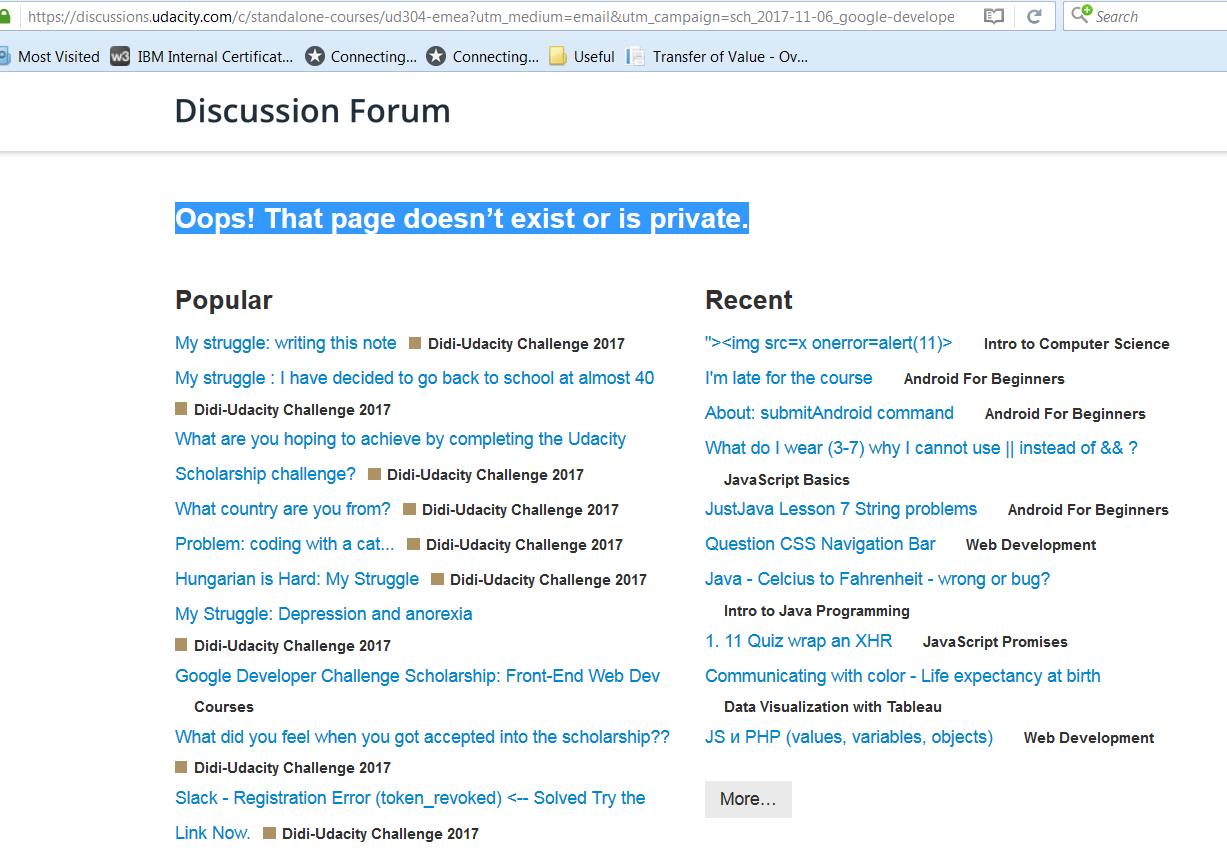 https://discussions.udacity.com/c/standalone-courses/ud304-emea?utm_medium=email&utm_campaign=sch_2017-11-06_google-develope
Search
Most Visited
w3 IBM Internal Certificat...
Connecting...
Connecting...
Useful
Transfer of Value - Ov...
Discussion Forum
Oops! That page doesn’t exist or is private.
Popular
My struggle: writing this note Didi-Udacity Challenge 2017
My struggle : I have decided to go back to school at almost 40
Didi-Udacity Challenge 2017
What are you hoping to achieve by completing the Udacity
Scholarship challenge? Didi-Udacity Challenge 2017
What country are you from? Didi-Udacity Challenge 2017
Problem: coding with a cat... Didi-Udacity Challenge 2017
Hungarian is Hard: My Struggle Didi-Udacity Challenge 2017
My Struggle: Depression and anorexia
Didi-Udacity Challenge 2017
Google Developer Challenge Scholarship: Front-End Web Dev
Courses
What did you feel when you got accepted into the scholarship??
Didi-Udacity Challenge 2017
Slack - Registration Error (token_revoked) <-- Solved Try the
Link Now. Didi-Udacity Challenge 2017
Recent
"><img src=x onerror=alert(11)> Intro to Computer Science
I'm late for the course Android For Beginners
About: submitAndroid command Android For Beginners
What do I wear (3-7) why I cannot use || instead of && ?
JavaScript Basics
JustJava Lesson 7 String problems Android For Beginners
Question CSS Navigation Bar Web Development
Java - Celcius to Fahrenheit - wrong or bug?
Intro to Java Programming
1. 11 Quiz wrap an XHR JavaScript Promises
Communicating with color - Life expectancy at birth
Data Visualization with Tableau
JS и PHP (values, variables, objects) Web Development
More…